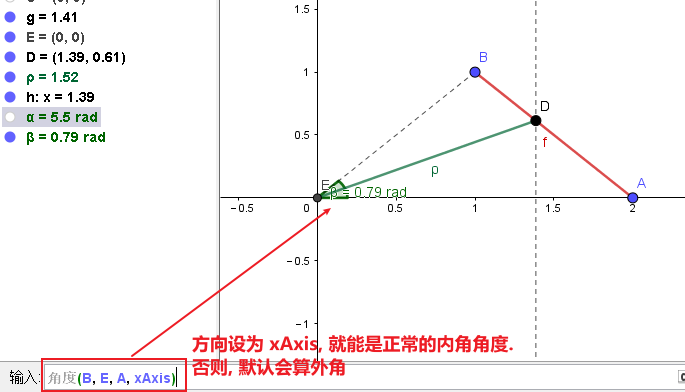 g = 1.41
E = (0, 0)
D = (1.39, 0.61)
ρ = 1.52
h: x = 1.39
α = 5.5 rad
β = 0.79 rad
1.5
1
0.5
−0.5
−1
−0.5
0
0.5
1
1.5
2
B
D
f
ρ
A
E
β = 0.79 rad
方向设为 xAxis, 就能是正常的内角角度.
否则, 默认会算外角
输入: 角度(B, E, A, xAxis)